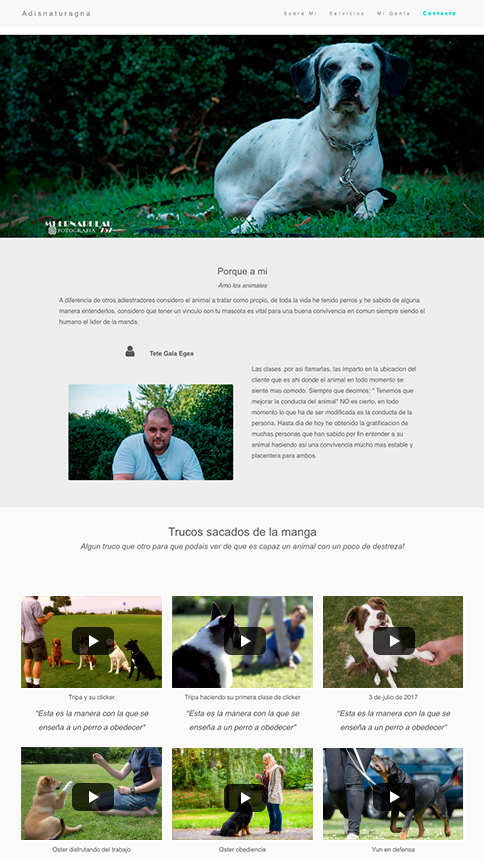 Adisnaturagna
Sobre Mi Servicios Mi Gente Contacto
MJ BERNABELAU
FOTOGRAFIA 757
Porque a mi
Amo los animales
A diferencia de otros adiestradores considero el animal a tratar como propio, de toda la vida he tenido perros y he sabido de alguna
manera entenderlos, considero que tener un vinculo con tu mascota es vital para una buena convivencia en comun siempre siendo el
humano el lider de la manda.
Tete Gala Egea
Las clases ,por asi llamarlas, las imparto en la ubicacion del
cliente que es ahi donde el animal en todo momento se
siente mas comodo. Siempre que decimos: " Tenemos que
mejorar la conducta del animal" NO es cierto, en todo
momento lo que ha de ser modificada es la conducta de la
persona. Hasta dia de hoy he obtenido la gratificacion de
muchas personas que han sabido por fin entender a su
animal haciendo asi una convivencia mucho mas estable y
placentera para ambos.
Trucos sacados de la manga
Algun truco que otro para que podais ver de que es capaz un animal con un poco de destreza!
Tripa y su clicker
Tripa haciendo su primera clase de clicker
3 de julio de 2017
"Esta es la manera con la que se
enseña a un perro a obedecer"
"Esta es la manera con la que se
enseña a un perro a obedecer"
"Esta es la manera con la que se
enseña a un perro a obedecer"
Oster disfrutando del trabajo
Oster obediencia
Yun en defensa